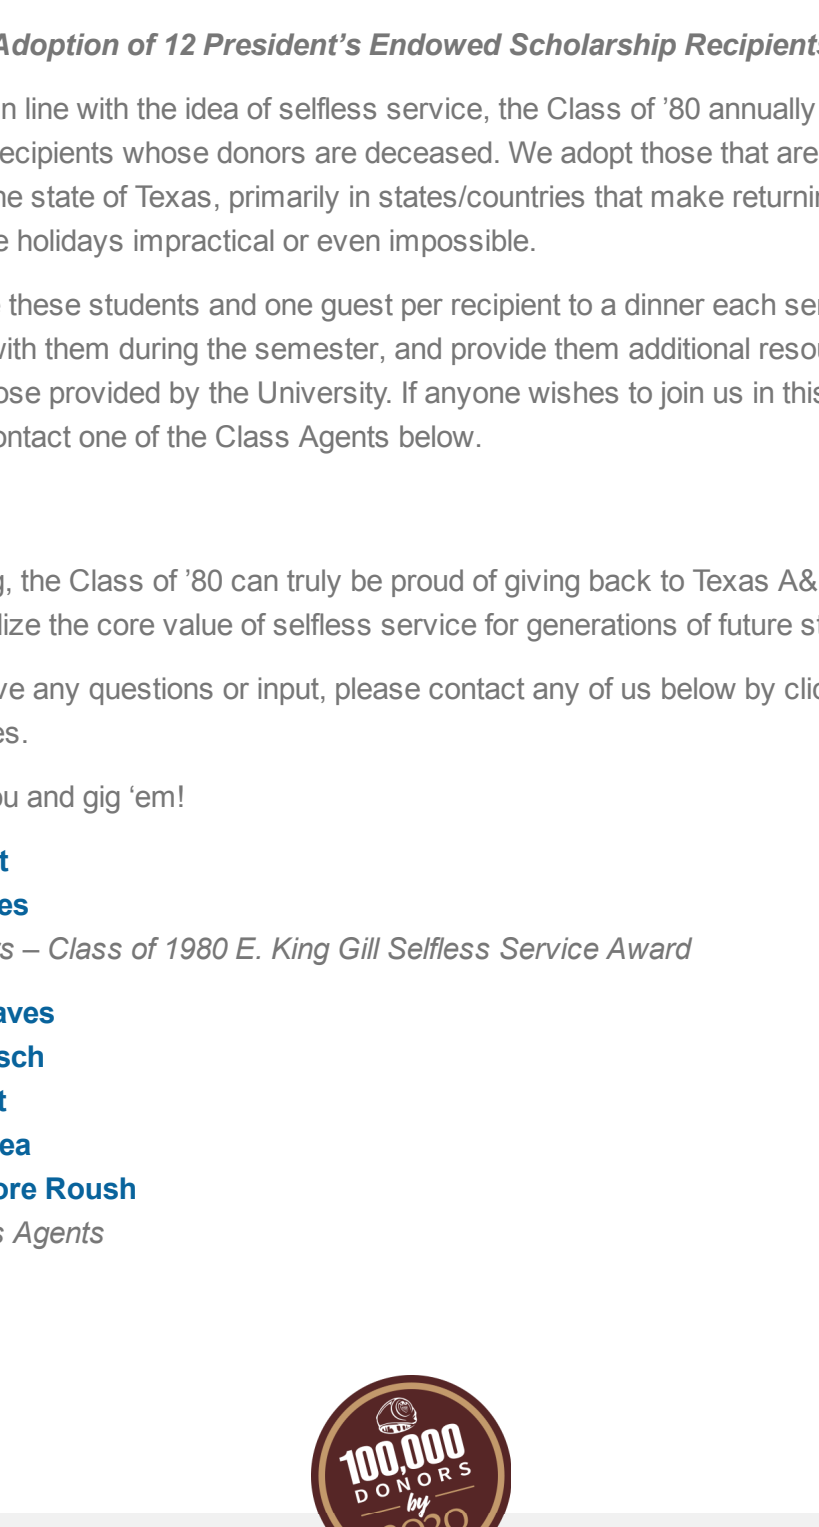 Adoption of 12 President’s Endowed Scholarship Recipients
n line with the idea of selfless service, the Class of ’80 annually
ecipients whose donors are deceased. We adopt those that are
he state of Texas, primarily in states/countries that make returnin
e holidays impractical or even impossible.
e these students and one guest per recipient to a dinner each se
with them during the semester, and provide them additional resou
ose provided by the University. If anyone wishes to join us in this
ontact one of the Class Agents below.
g, the Class of ’80 can truly be proud of giving back to Texas A&
lize the core value of selfless service for generations of future st
ve any questions or input, please contact any of us below by clic
es.
ou and gig ‘em!
t
es
rs – Class of 1980 E. King Gill Selfless Service Award
aves
sch
t
ea
ore Roush
s Agents
100,000
DONORS
by
2020